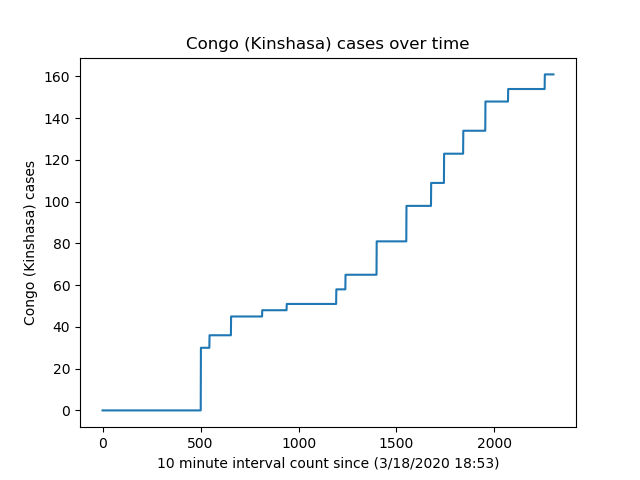 Congo (Kinshasa) cases over time
160
140
120
100
80
60
40
20
0
Congo (Kinshasa) cases
0 500 1000 1500 2000
10 minute interval count since (3/18/2020 18:53)